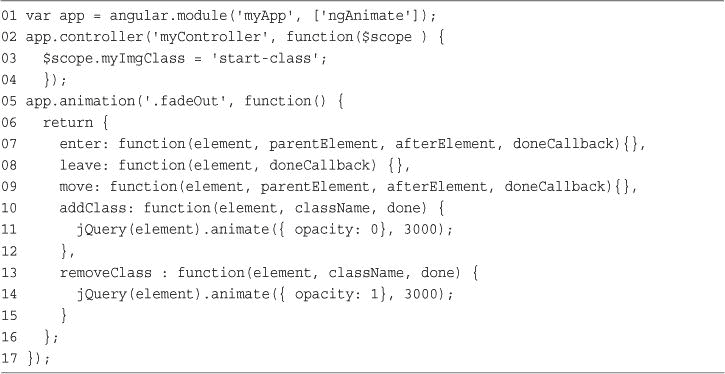 01 var app = angular.module('myApp', ['ngAnimate']);
02 app.controller('myController', function($scope ) {
03   $scope.myImgClass = 'start-class';
04   });
05 app.animation('.fadeOut', function() {
06   return {
07     enter: function(element, parentElement, afterElement, doneCallback){},
08     leave: function(element, doneCallback) {},
09     move: function(element, parentElement, afterElement, doneCallback){},
10     addClass: function(element, className, done) {
11       jQuery(element).animate({ opacity: 0}, 3000);
12     },
13     removeClass : function(element, className, done) {
14       jQuery(element).animate({ opacity: 1}, 3000);
15     }
16   };
17 });